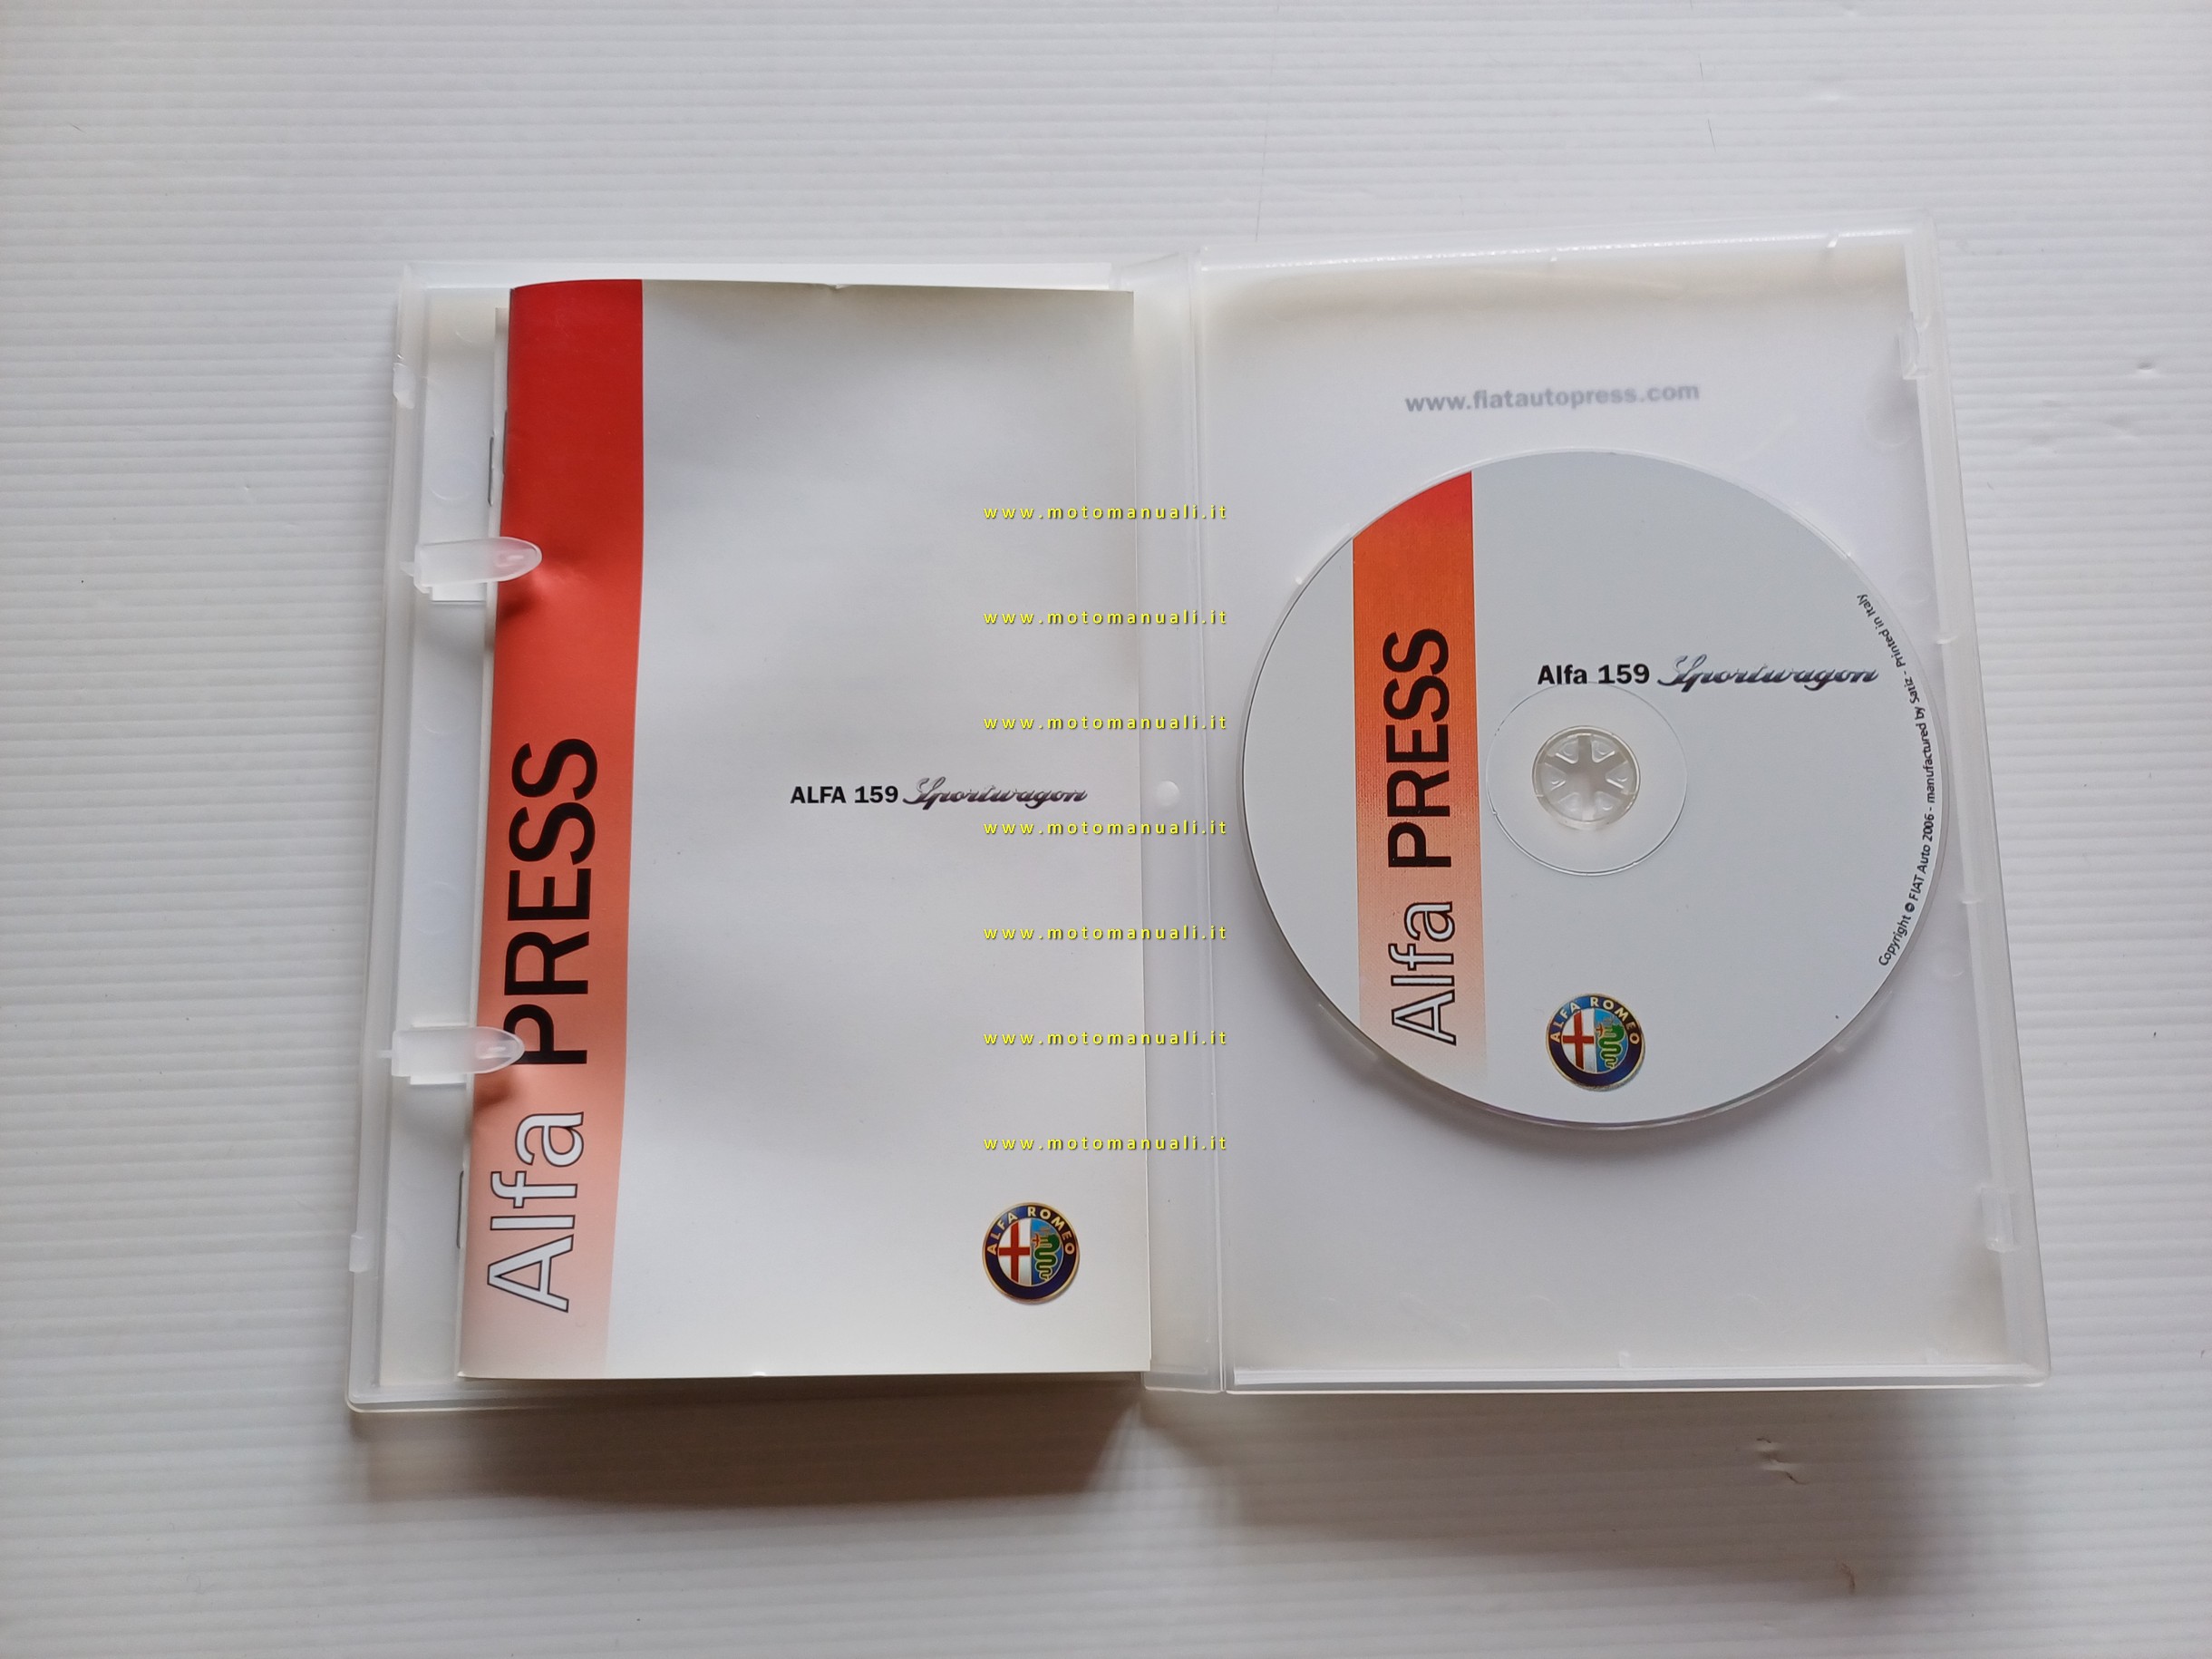 Alfa PRESS
ALFA 159 Sportwagon
ALFA ROMEO
www.motomanuali.it
www.motomanuali.it
www.motomanuali.it
www.motomanuali.it
www.motomanuali.it
www.motomanuali.it
www.motomanuali.it
www.fiatautopress.com
Alfa PRESS
Alfa 159 Sportwagon
ALFA ROMEO
Copyright © FIAT Auto 2006 - manufactured by Satiz - Printed in Italy